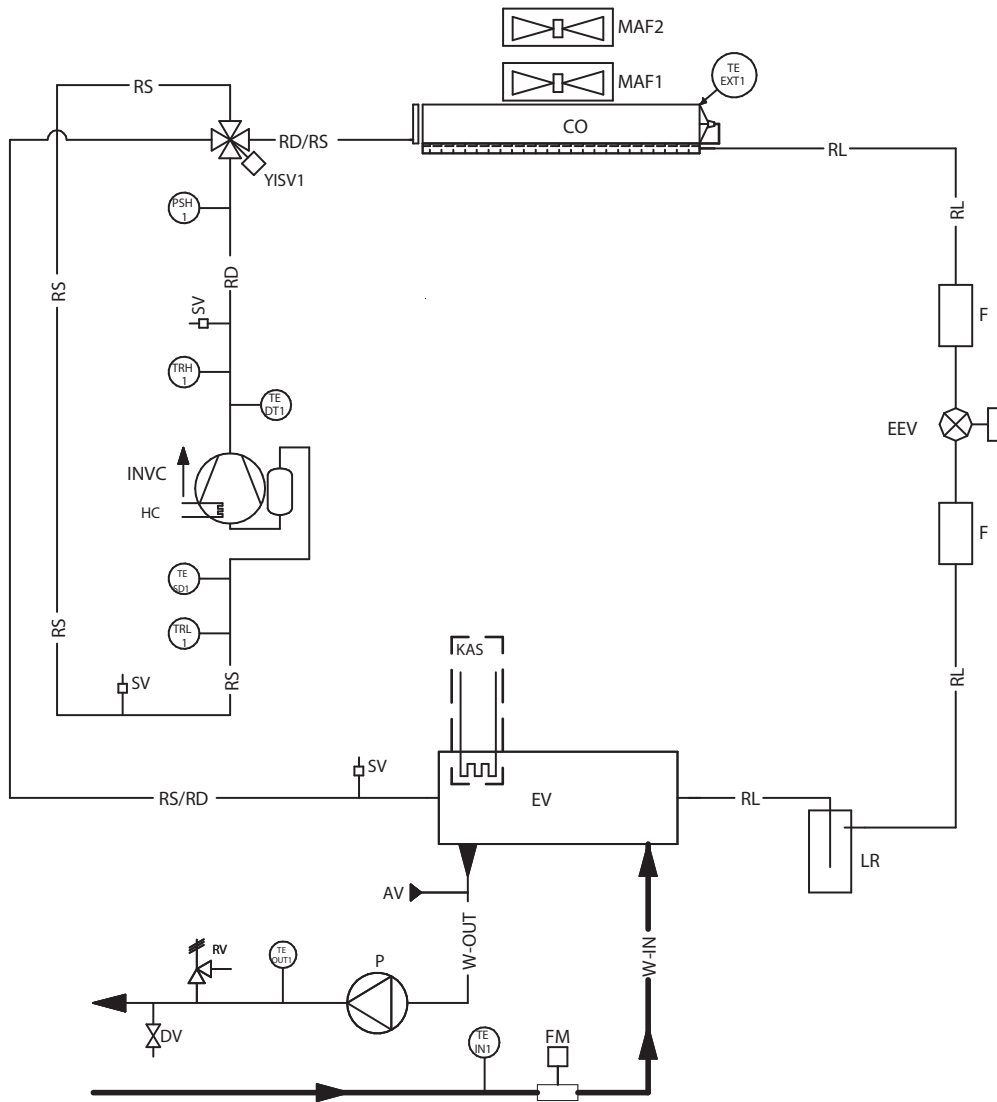 MAF2
MAF1
TE
EXT1
RS
CO
RD/RS
RL
YISV1
PSH
1
RL
RD
RS
SV
F
TRH
1
TE
DT1
EEV
INVC
HC
F
TE
SD1
TRL
1
RS
KAS
RS
RL
SV
SV
RS/RD
EV
RL
LR
AV
W-OUT
W-IN
RV
TE
OUT1
P
DV
TE
IN1
FM